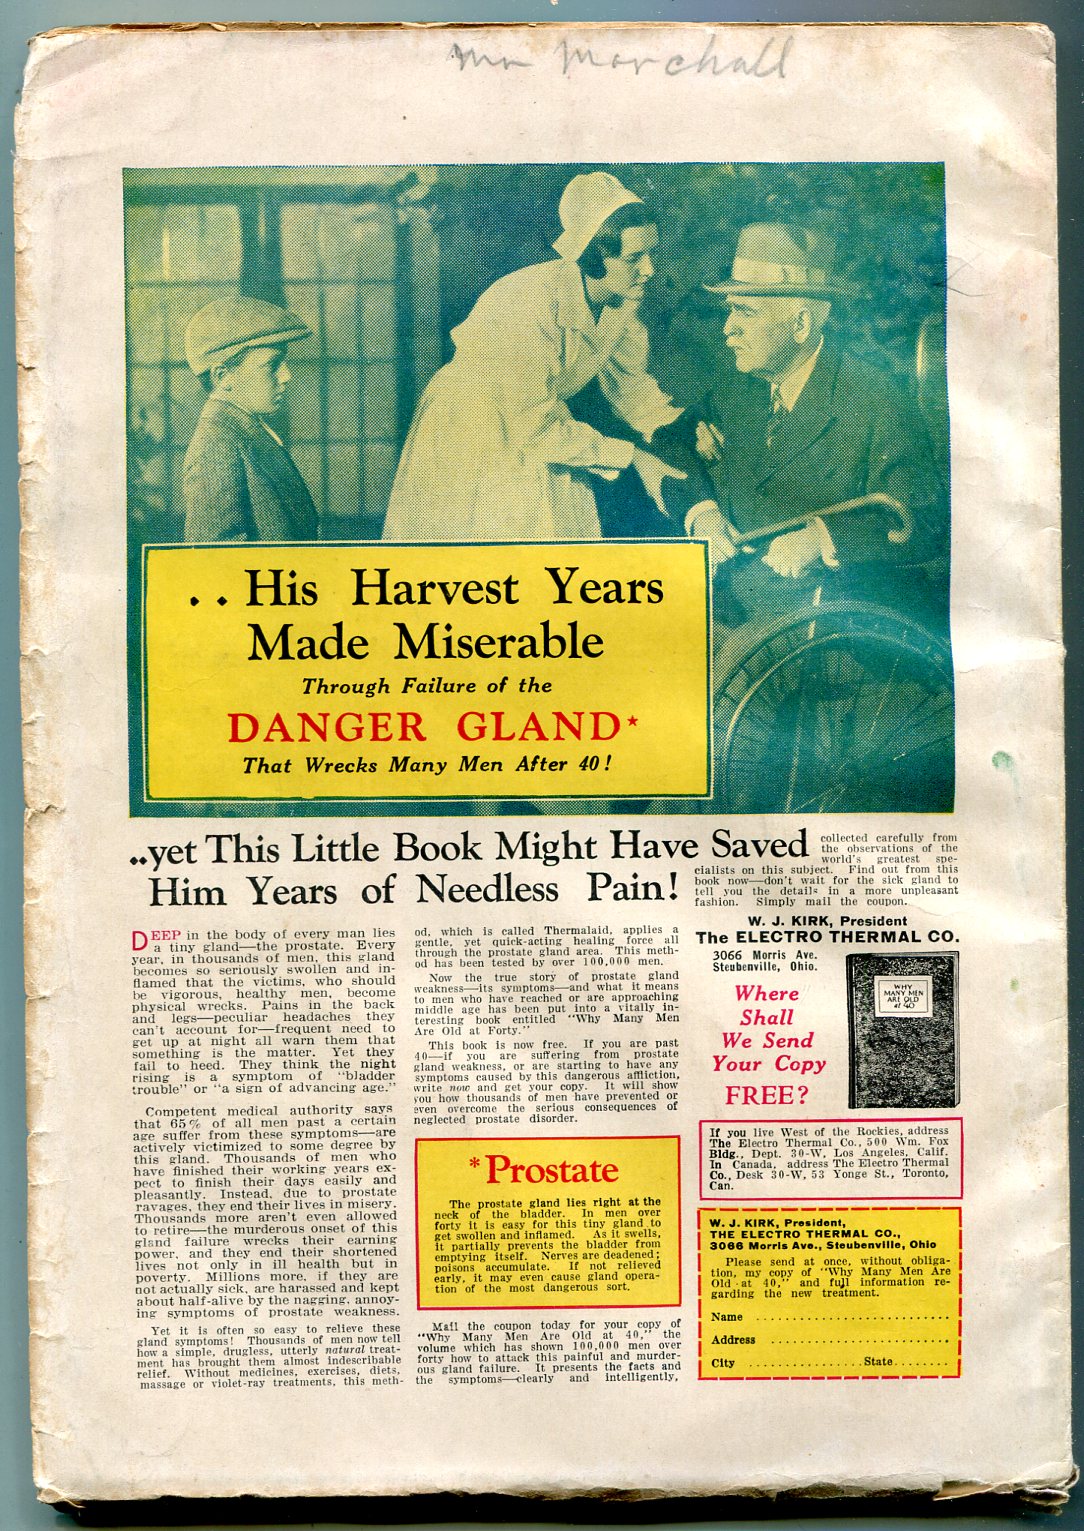 Mr Marchall
. . His Harvest Years
Made Miserable
Through Failure of the
DANGER GLAND*
That Wrecks Many Men After 40!
..yet This Little Book Might Have Saved
Him Years of Needless Pain!
DEEP in the body of every man lies
a tiny gland—the prostate. Every
year, in thousands of men, this gland
becomes so seriously swollen and in-
flamed that the victims, who should
be vigorous, healthy men, become
physical wrecks. Pains in the back
and legs—peculiar headaches they
can't account for—frequent need to
get up at night all warn them that
something is the matter. Yet they
fail to heed. They think the night
rising is a symptom of "bladder
trouble" or "a sign of advancing age."
Competent medical authority says
that 65% of all men past a certain
age suffer from these symptoms—are
actively victimized to some degree by
this gland. Thousands of men who
have finished their working years ex-
pect to finish their days easily and
pleasantly. Instead, due to prostate
ravages, they end their lives in misery.
Thousands more aren't even allowed
to retire—the murderous onset of this
gland failure wrecks their earning
power, and they end their shortened
lives not only in ill health but in
poverty. Millions more, if they are
not actually sick, are harassed and kept
about half-alive by the nagging, annoy-
ing symptoms of prostate weakness.
Yet it is often so easy to relieve these
gland symptoms! Thousands of men now tell
how a simple, drugless, utterly natural treat-
ment has brought them almost indescribable
relief. Without medicines, exercises, diets,
massage or violet-ray treatments, this meth-
od, which is called Thermalaid, applies a
gentle, yet quick-acting healing force all
through the prostate gland area. This meth-
od has been tested by over 100,000 men.
Now the true story of prostate gland
weakness—its symptoms—and what it means
to men who have reached or are approaching
middle age has been put into a vitally in-
teresting book entitled "Why Many Men
Are Old at Forty."
This book is now free. If you are past
40—if you are suffering from prostate
gland weakness, or are starting to have any
symptoms caused by this dangerous affliction,
write now and get your copy. It will show
you how thousands of men have prevented or
even overcome the serious consequences of
neglected prostate disorder.
*Prostate
The prostate gland lies right at the
neck of the bladder. In men over
forty it is easy for this tiny gland to
get swollen and inflamed. As it swells,
it partially prevents the bladder from
emptying itself. Nerves are deadened;
poisons accumulate. If not relieved
early, it may even cause gland opera-
tion of the most dangerous sort.
Mail the coupon today for your copy of
"Why Many Men Are Old at 40," the
volume which has shown 100,000 men over
forty how to attack this painful and murder-
ous gland failure. It presents the facts and
the symptoms—clearly and intelligently,
collected carefully from
the observations of the
world's greatest spe-
cialists on this subject. Find out from this
book now—don't wait for the sick gland to
tell you the details in a more unpleasant
fashion. Simply mail the coupon.
W. J. KIRK, President
The ELECTRO THERMAL CO.
3066 Morris Ave.
Steubenville, Ohio.
Where
Shall
We Send
Your Copy
FREE?
WHY
MANY MEN
ARE OLD
at 40
If you live West of the Rockies, address
The Electro Thermal Co., 500 Wm. Fox
Bldg., Dept. 30-W, Los Angeles, Calif.
In Canada, address The Electro Thermal
Co., Desk 30-W, 53 Yonge St., Toronto,
Can.
W. J. KIRK, President,
THE ELECTRO THERMAL CO.,
3066 Morris Ave., Steubenville, Ohio
Please send at once, without obliga-
tion, my copy of "Why Many Men Are
Old at 40," and full information re-
garding the new treatment.
Name ..........................
Address ........................
City ................State........